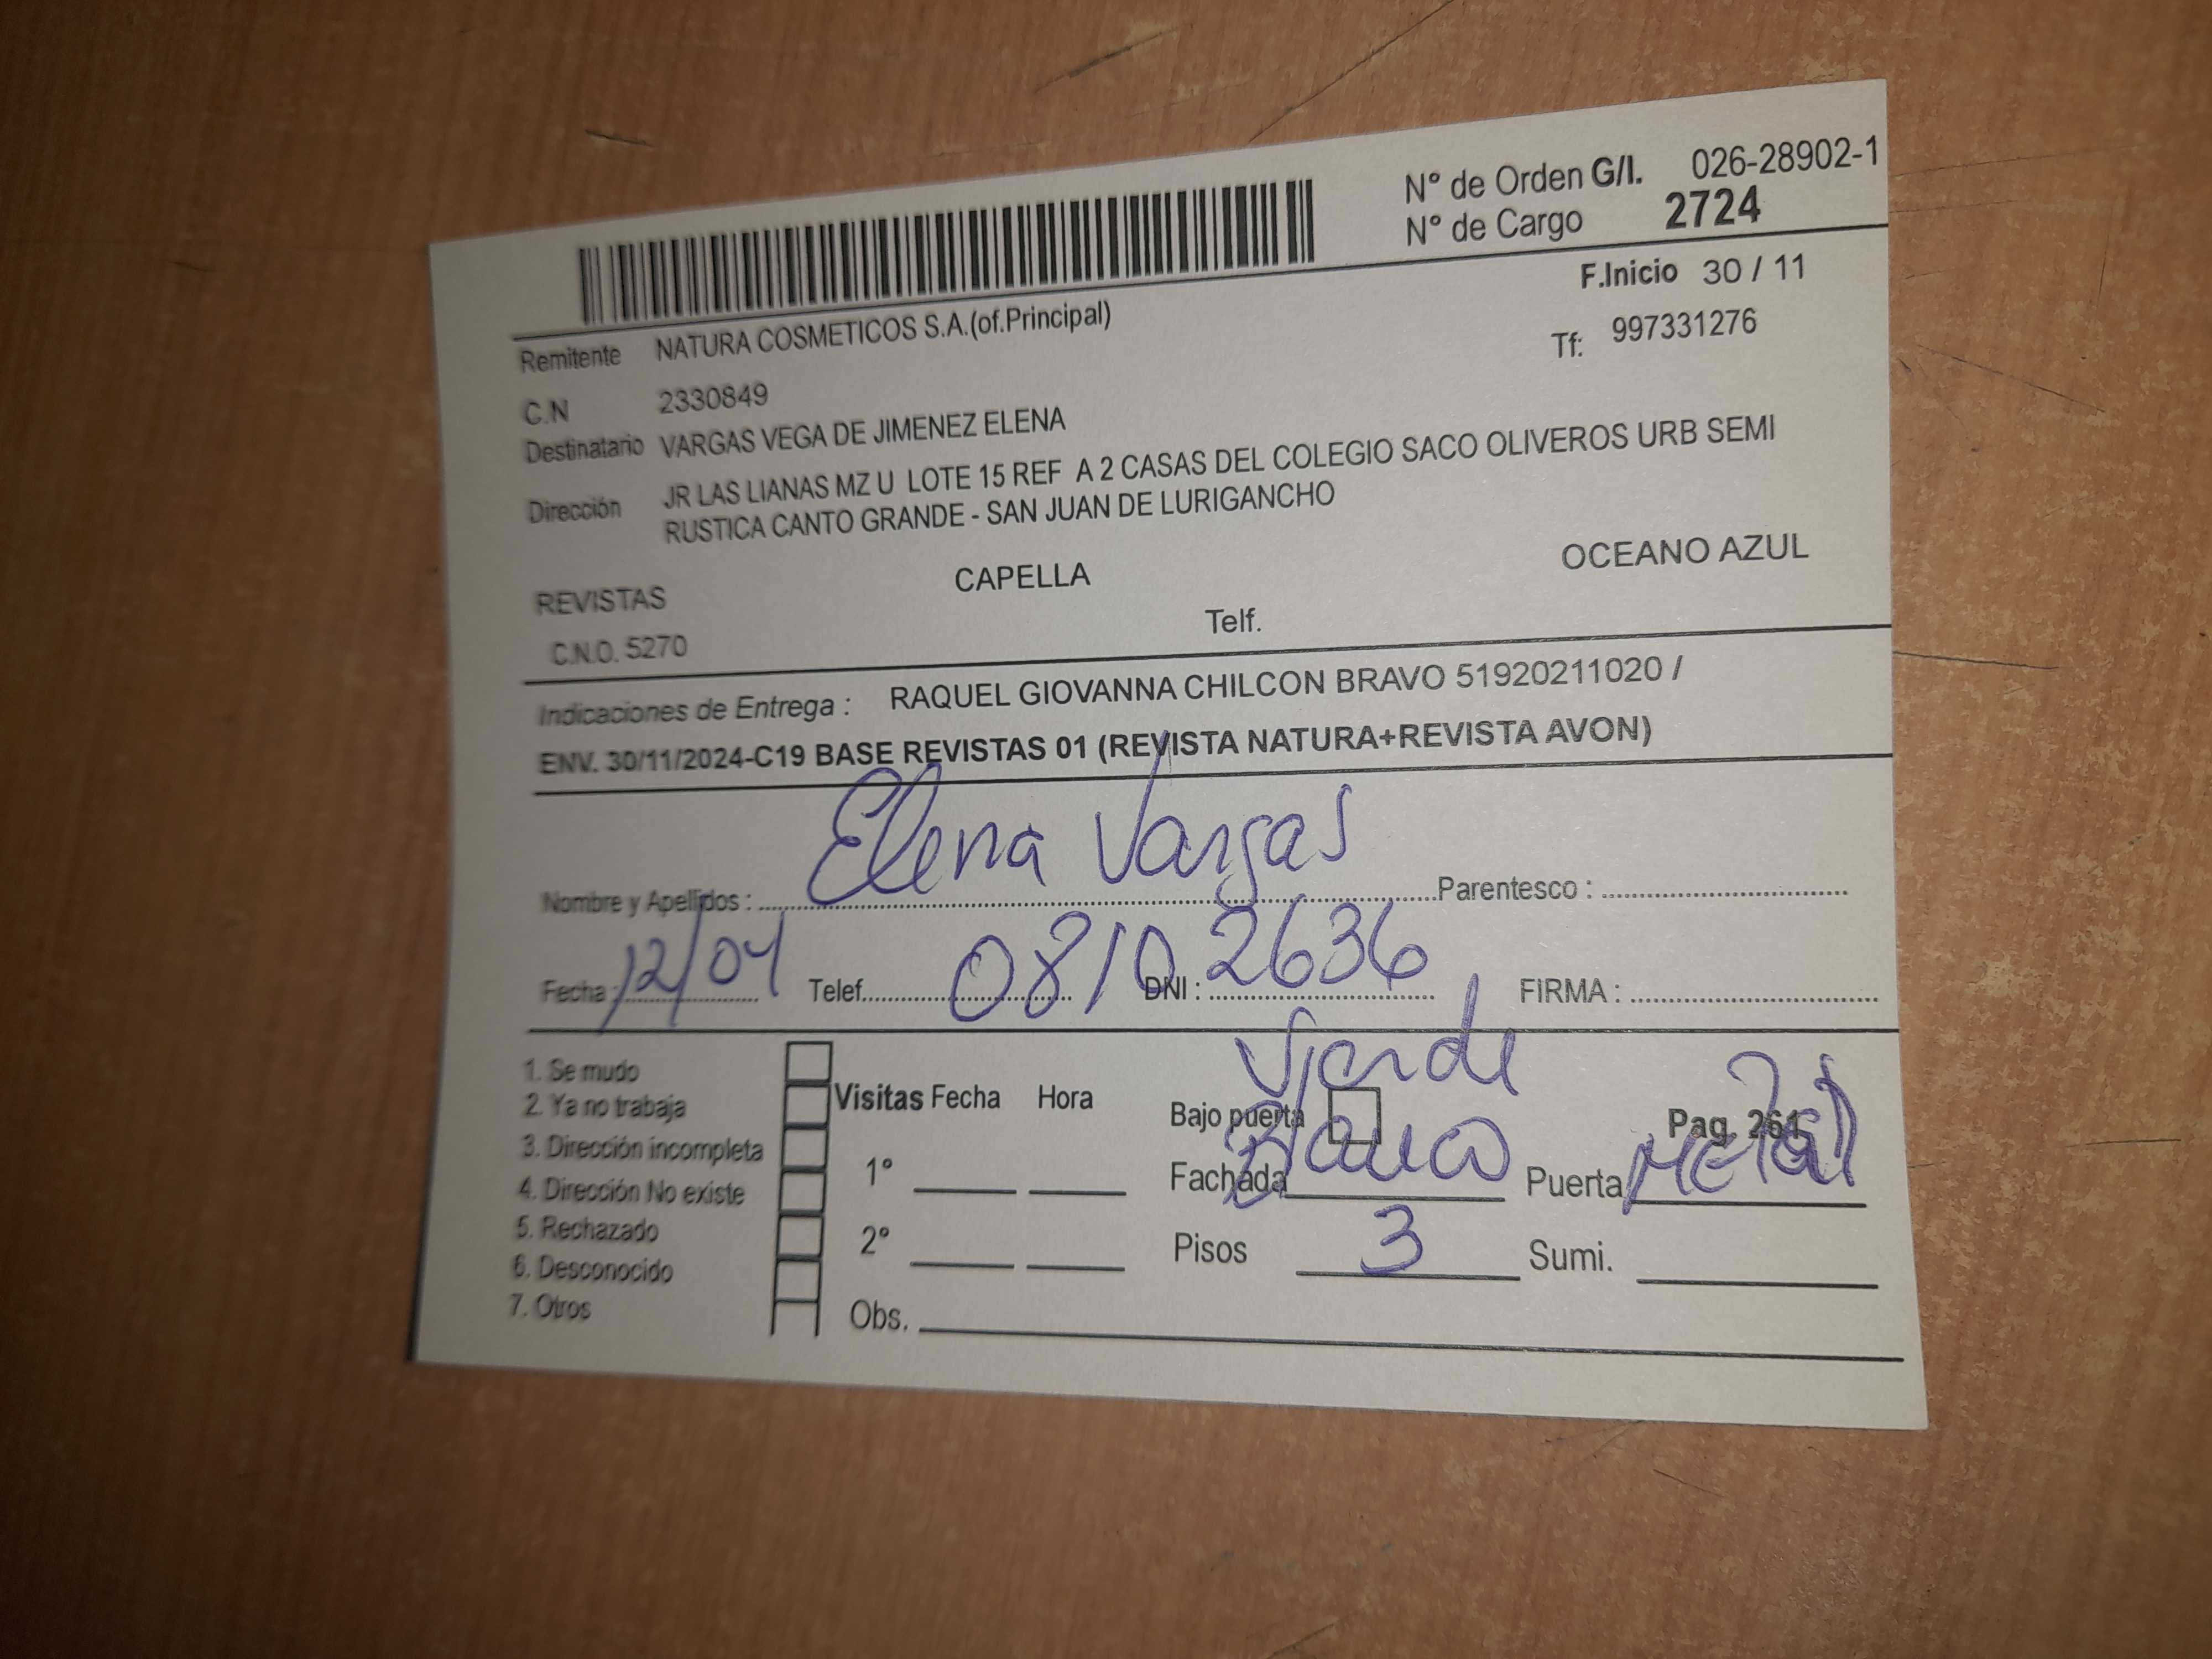 N° de Orden G/I. 026-28902-1
N° de Cargo 2724
F.Inicio 30 / 11
Remitente NATURA COSMETICOS S.A.(of.Principal)
Tf: 997331276
C.N 2330849
Destinatario VARGAS VEGA DE JIMENEZ ELENA
Dirección JR LAS LIANAS MZ U LOTE 15 REF A 2 CASAS DEL COLEGIO SACO OLIVEROS URB SEMI
RUSTICA CANTO GRANDE - SAN JUAN DE LURIGANCHO
REVISTAS CAPELLA OCEANO AZUL
C.N.O. 5270 Telf.
Indicaciones de Entrega : RAQUEL GIOVANNA CHILCON BRAVO 51920211020 /
ENV. 30/11/2024-C19 BASE REVISTAS 01 (REVISTA NATURA+REVISTA AVON)
Nombre y Apellidos : Elena Vargas Parentesco :
Fecha : 12/04 Telef. DNI : 08102636 FIRMA :
1. Se mudo
2. Ya no trabaja
3. Dirección incompleta
4. Dirección No existe
5. Rechazado
6. Desconocido
7. Otros
Visitas Fecha Hora
1°
2°
Obs.
Verde
Bajo puerta Pag. 261
Fachada Blanco Puerta Metal
Pisos 3 Sumi.